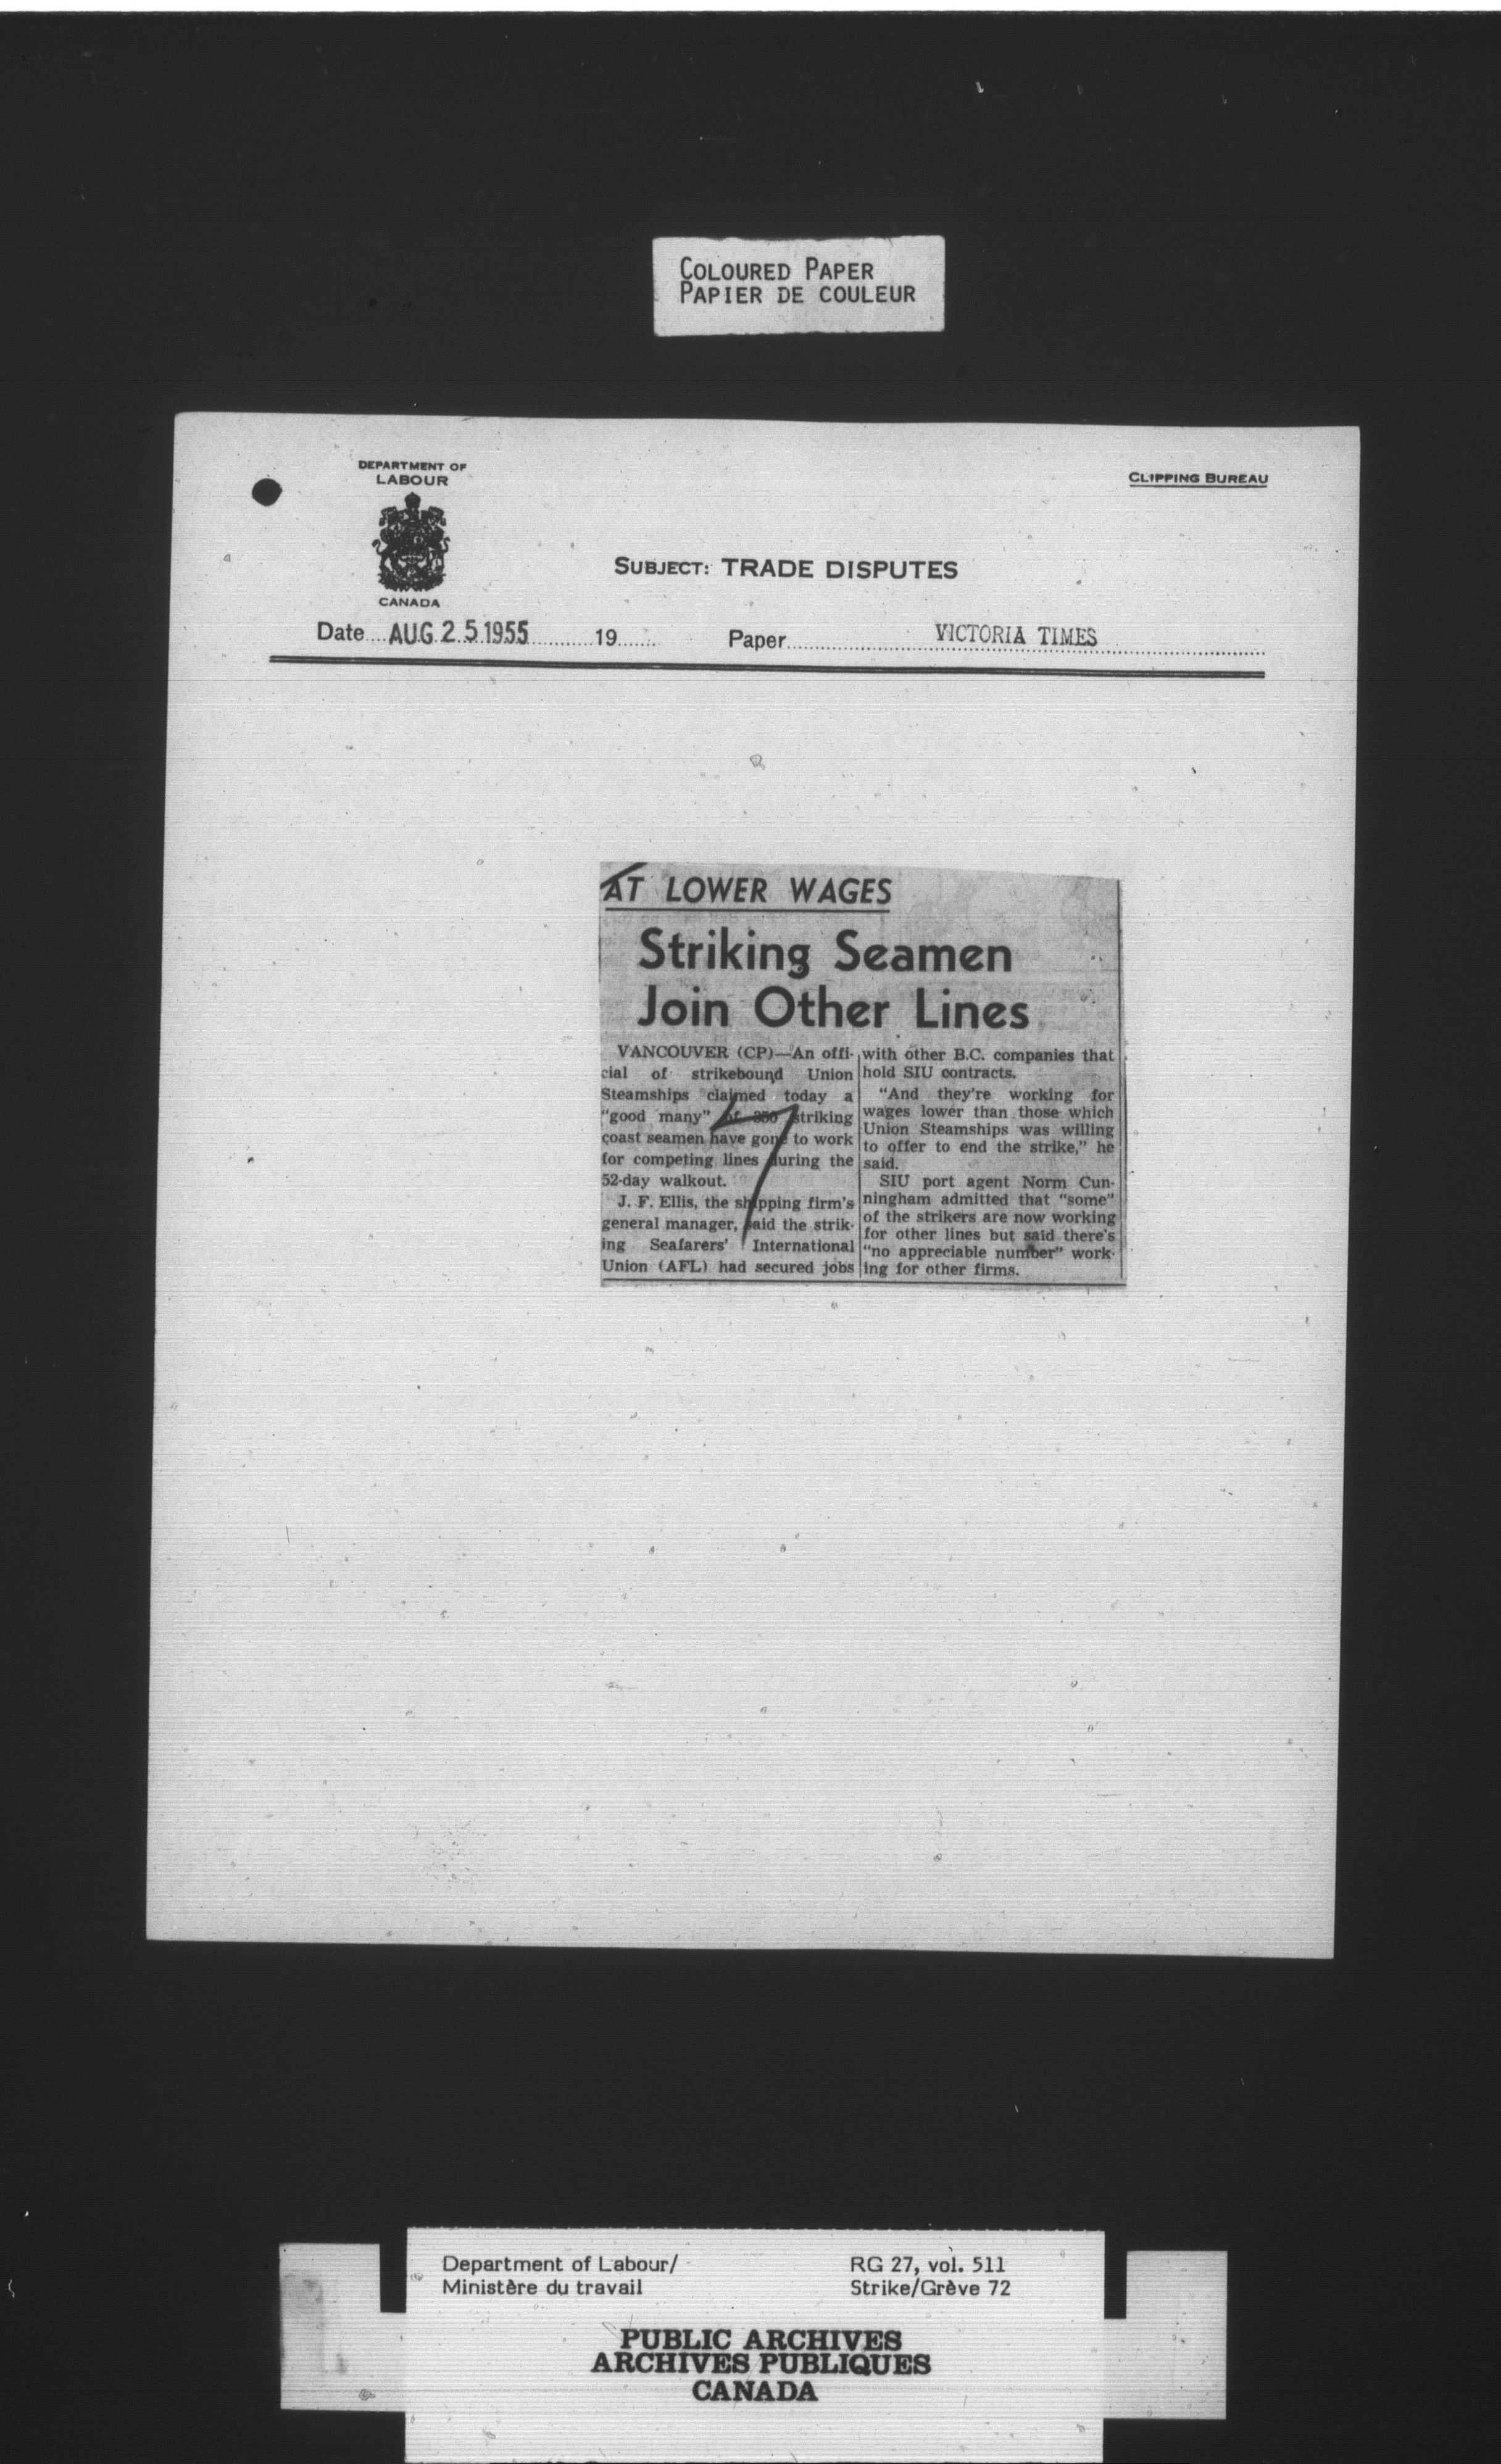 COLOURED PAPER
PAPIER DE COULEUR
DEPARTMENT OF
LABOUR
CANADA
CLIPPING BUREAU
SUBJECT: TRADE DISPUTES
Date....AUG 25 1955............19.......
Paper.......... VICTORIA TIMES ..........
AT LOWER WAGES
Striking Seamen
Join Other Lines
VANCOUVER (CP)—An offi-
cial of strikebound Union
Steamships claimed today a
"good many" of 350 striking
coast seamen have gone to work
for competing lines during the
52-day walkout.
J. F. Ellis, the shipping firm's
general manager, said the strik-
ing Seafarers' International
Union (AFL) had secured jobs
with other B.C. companies that
hold SIU contracts.
"And they're working for
wages lower than those which
Union Steamships was willing
to offer to end the strike," he
said.
SIU port agent Norm Cun-
ningham admitted that "some"
of the strikers are now working
for other lines but said there's
"no appreciable number" work-
ing for other firms.
Department of Labour/
Ministère du travail
RG 27, vol. 511
Strike/Grève 72
PUBLIC ARCHIVES
ARCHIVES PUBLIQUES
CANADA